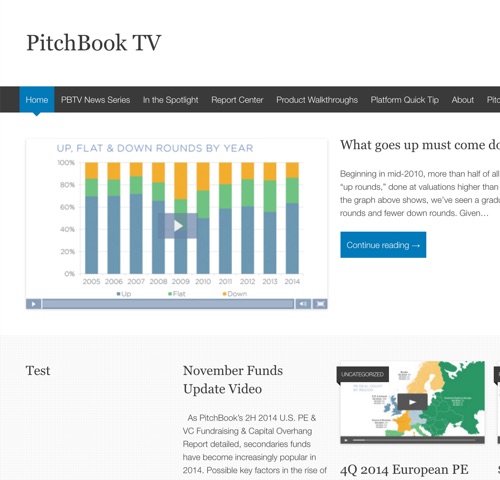 PitchBook TV
Home PBTV News Series In the Spotlight Report Center Product Walkthroughs Platform Quick Tip About
UP, FLAT & DOWN ROUNDS BY YEAR
100%
80%
60%
40%
20%
0%
2005 2006 2007 2008 2009 2010 2011 2012 2013 2014
Up Flat Down
What goes up must come do
Beginning in mid-2010, more than half of all
“up rounds,” done at valuations higher than
the graph above shows, we’ve seen a gradu
rounds and fewer down rounds. Given…
Continue reading →
Test
November Funds
Update Video
As PitchBook’s 2H 2014 U.S. PE &
VC Fundraising & Capital Overhang
Report detailed, secondaries funds
have become increasingly popular in
2014. Possible key factors in the rise of
UNCATEGORIZED
4Q 2014 European PE